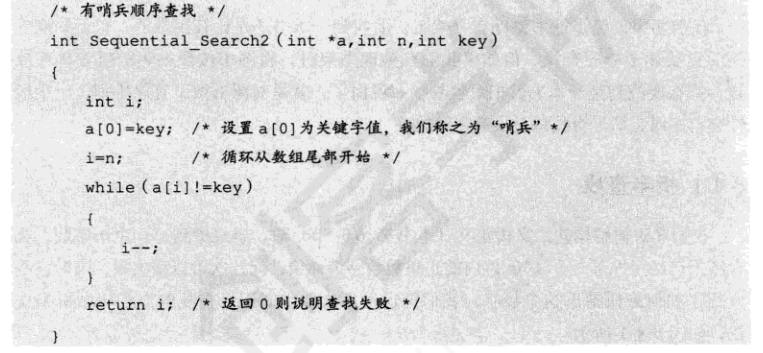 /* 有哨兵顺序查找 */
int Sequential_Search2(int *a,int n,int key)
{
int i;
a[0]=key; /* 设置a[0]为关键字值，我们称之为“哨兵”*/
i=n; /* 循环从数组尾部开始 */
while(a[i]!=key)
{
i--;
}
return i; /* 返回0则说明查找失败 */
}